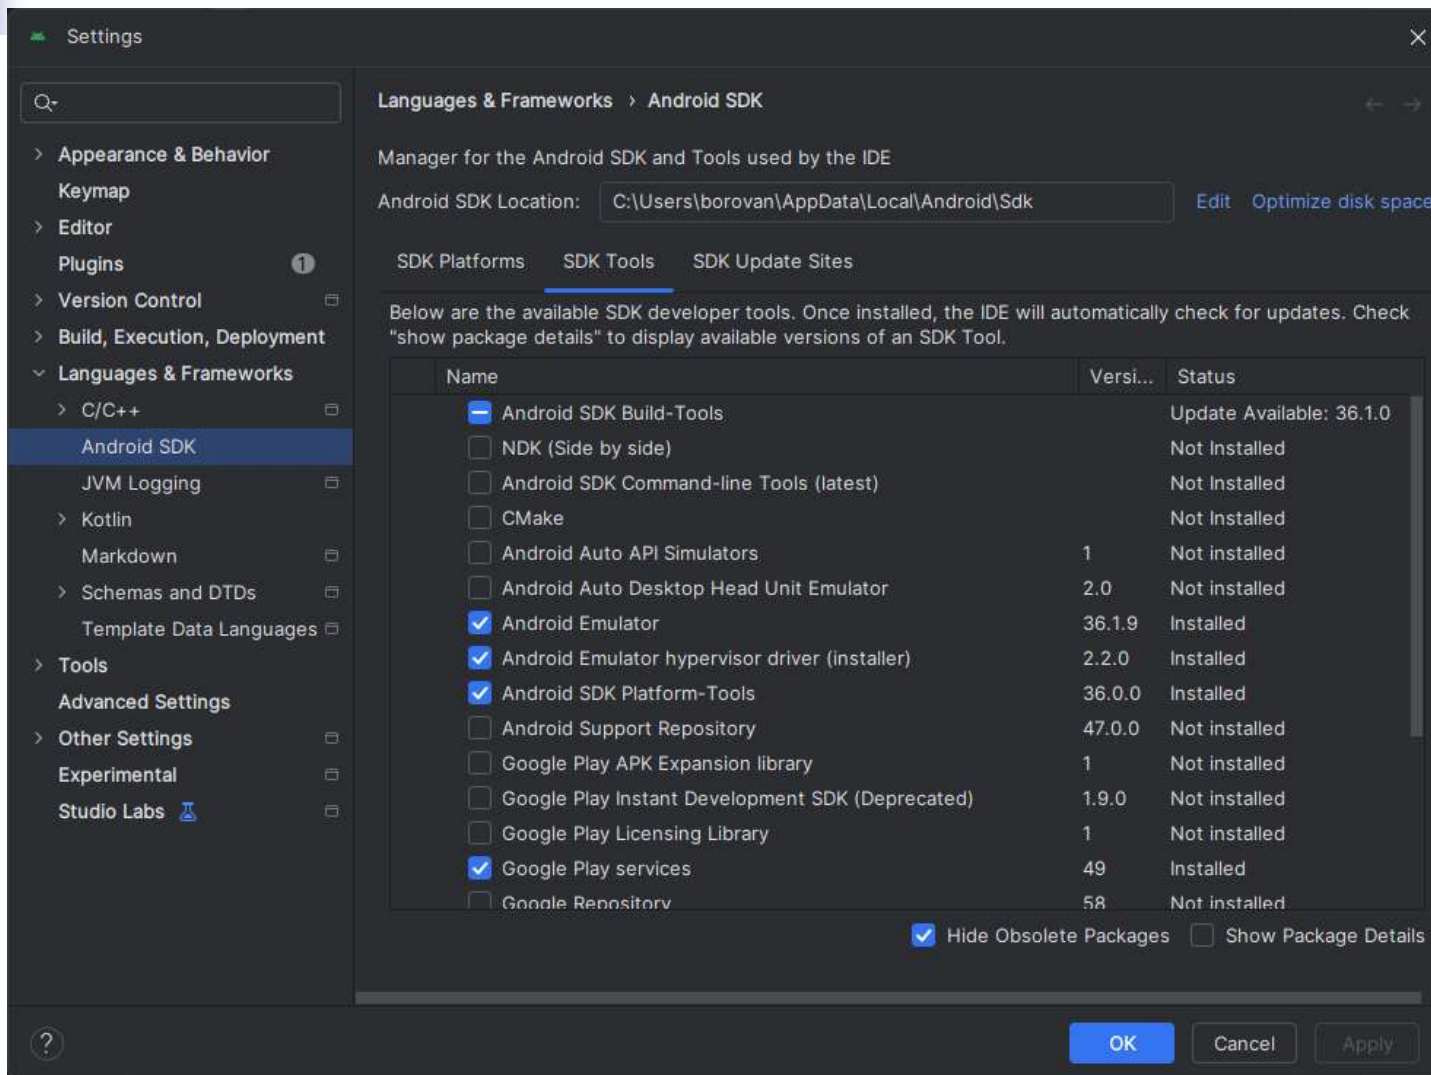 Settings
Languages & Frameworks › Android SDK
Appearance & Behavior
Keymap
Editor
Plugins 1
Version Control
Build, Execution, Deployment
Languages & Frameworks
C/C++
Android SDK
JVM Logging
Kotlin
Markdown
Schemas and DTDs
Template Data Languages
Tools
Advanced Settings
Other Settings
Experimental
Studio Labs
Manager for the Android SDK and Tools used by the IDE
Android SDK Location: C:\Users\borovan\AppData\Local\Android\Sdk Edit Optimize disk space
SDK Platforms SDK Tools SDK Update Sites
Below are the available SDK developer tools. Once installed, the IDE will automatically check for updates. Check
"show package details" to display available versions of an SDK Tool.
Name Versi... Status
Android SDK Build-Tools Update Available: 36.1.0
NDK (Side by side) Not Installed
Android SDK Command-line Tools (latest) Not Installed
CMake Not Installed
Android Auto API Simulators 1 Not installed
Android Auto Desktop Head Unit Emulator 2.0 Not installed
Android Emulator 36.1.9 Installed
Android Emulator hypervisor driver (installer) 2.2.0 Installed
Android SDK Platform-Tools 36.0.0 Installed
Android Support Repository 47.0.0 Not installed
Google Play APK Expansion library 1 Not installed
Google Play Instant Development SDK (Deprecated) 1.9.0 Not installed
Google Play Licensing Library 1 Not installed
Google Play services 49 Installed
Google Repository 58 Not installed
Hide Obsolete Packages Show Package Details
? OK Cancel Apply